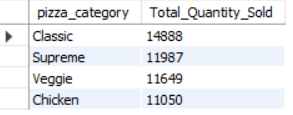 pizza_category Total_Quantity_Sold
Classic 14888
Supreme 11987
Veggie 11649
Chicken 11050